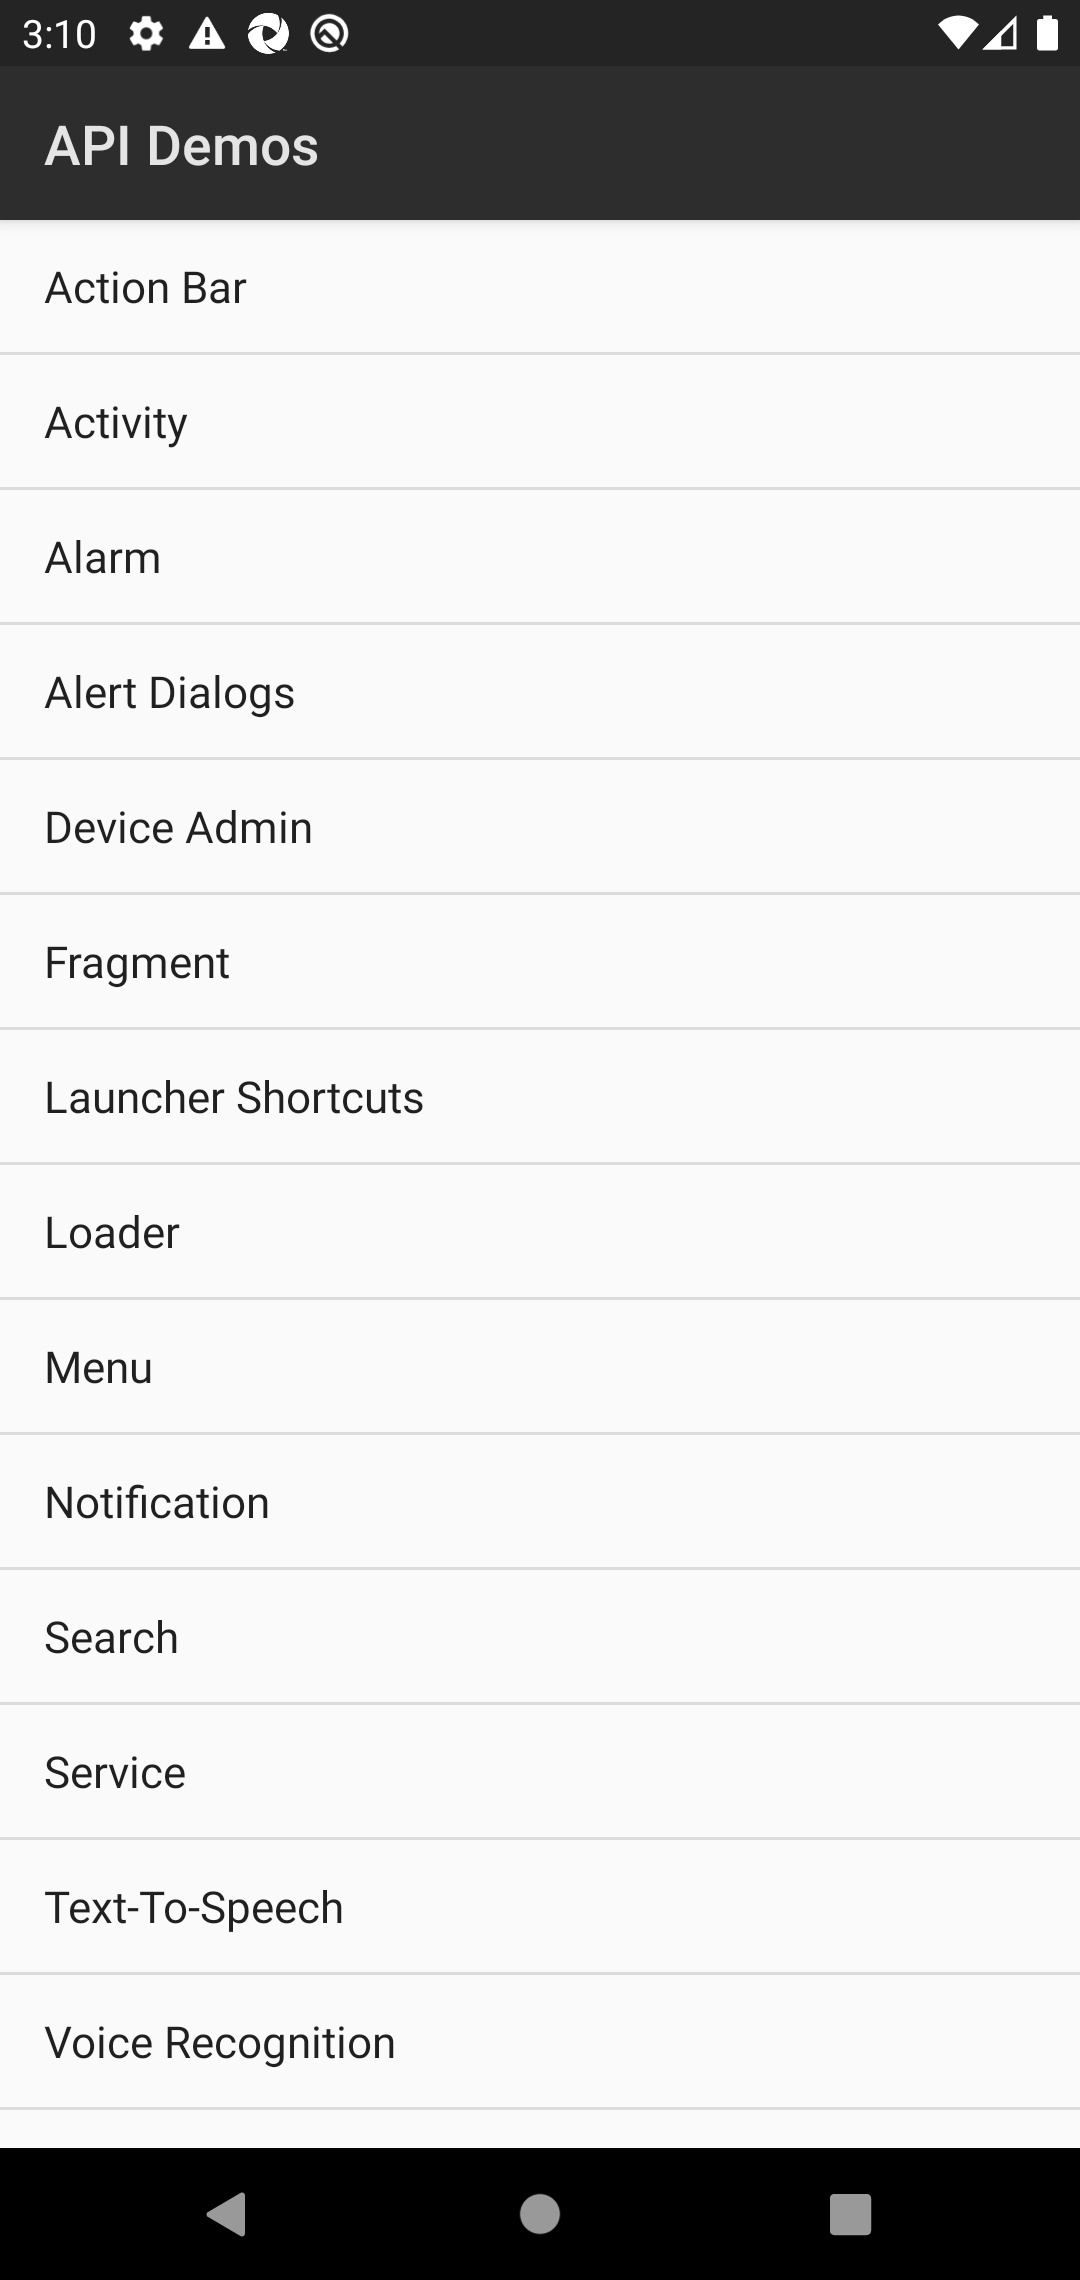 3:10
API Demos
Action Bar
Activity
Alarm
Alert Dialogs
Device Admin
Fragment
Launcher Shortcuts
Loader
Menu
Notification
Search
Service
Text-To-Speech
Voice Recognition